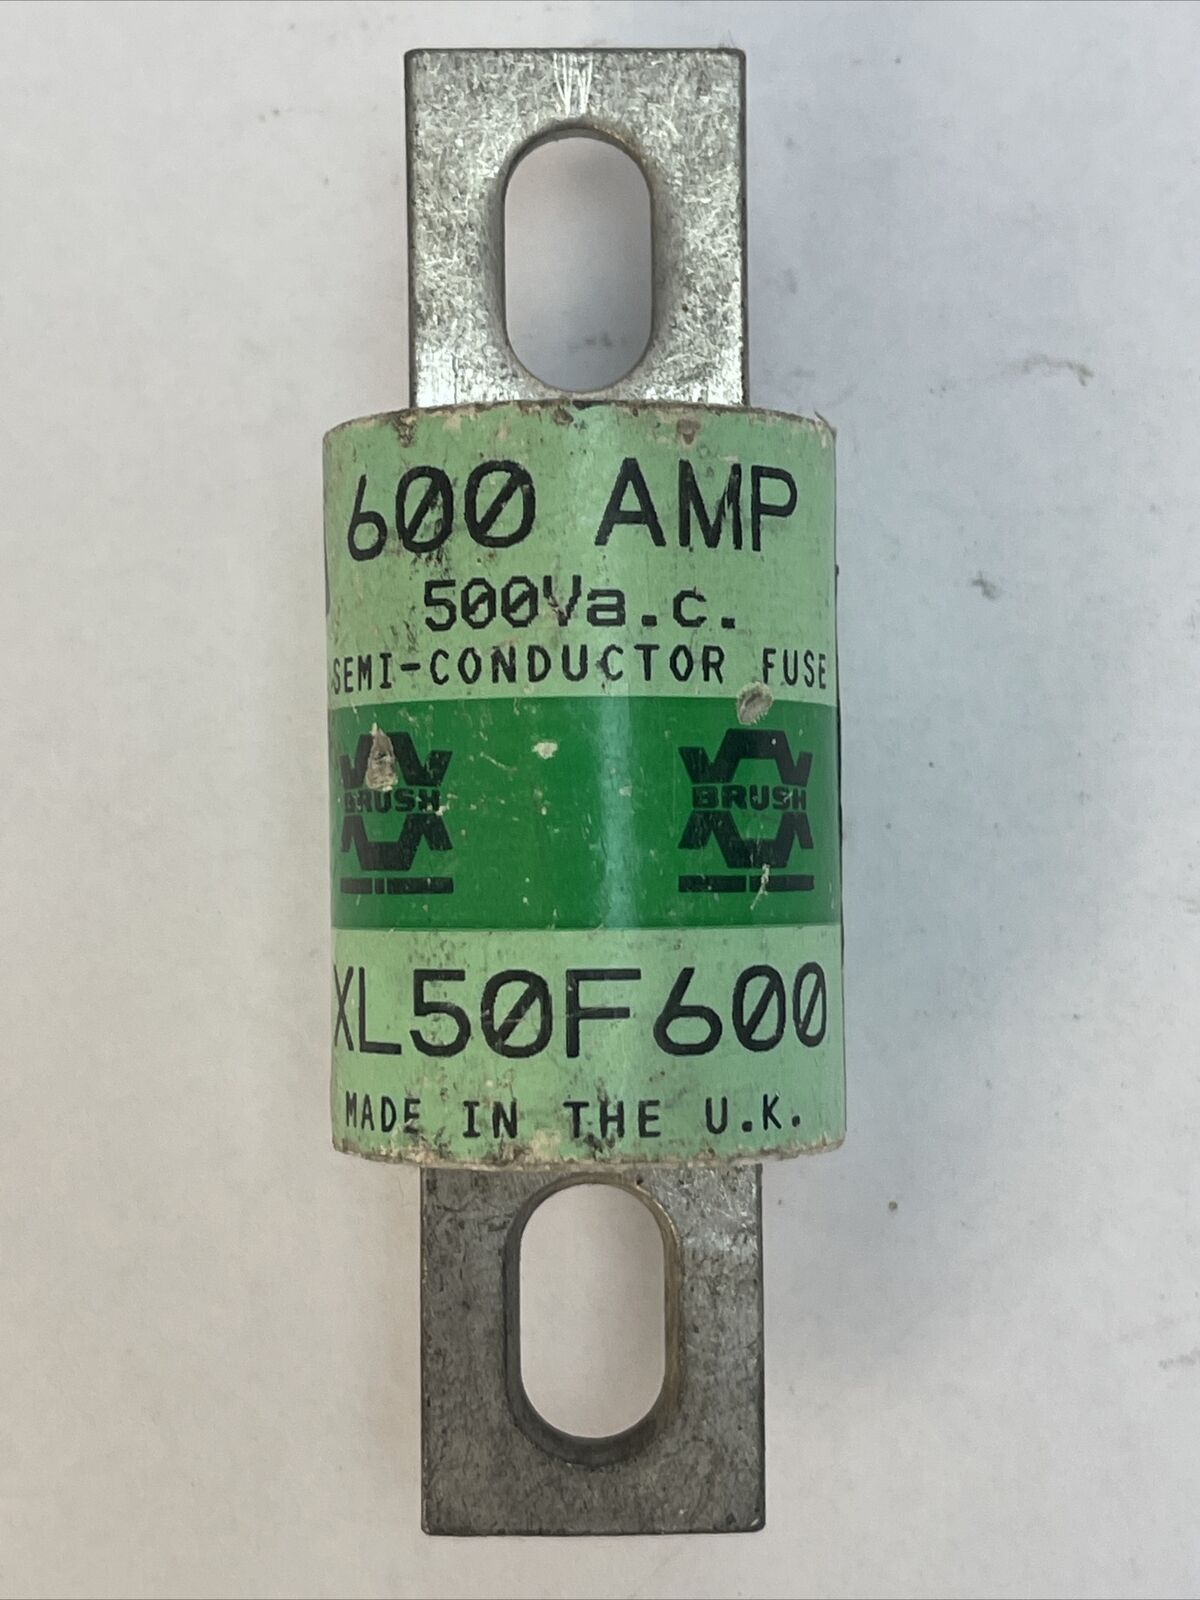 600 AMP
500Va.c.
SEMI-CONDUCTOR FUSE
BRUSH BRUSH
XL50F600
MADE IN THE U.K.